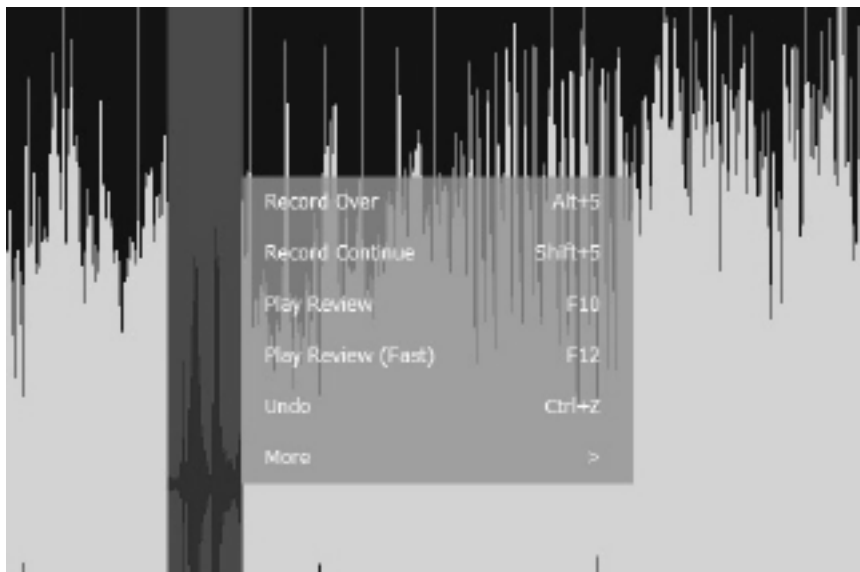 Record Over Alt+5
Record Continue Shift+5
Play Review F10
Play Review (Fast) F12
Undo Ctrl+Z
More >